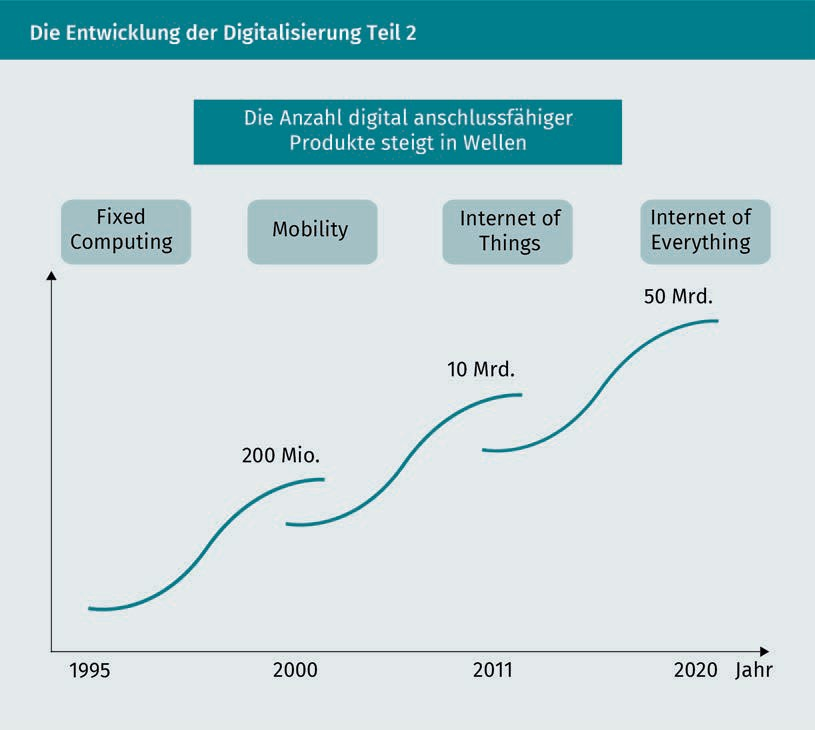 Die Entwicklung der Digitalisierung Teil 2
Die Anzahl digital anschlussfähiger
Produkte steigt in Wellen
Fixed
Computing
Mobility
Internet of
Things
Internet of
Everything
50 Mrd.
10 Mrd.
200 Mio.
1995
2000
2011
2020
Jahr